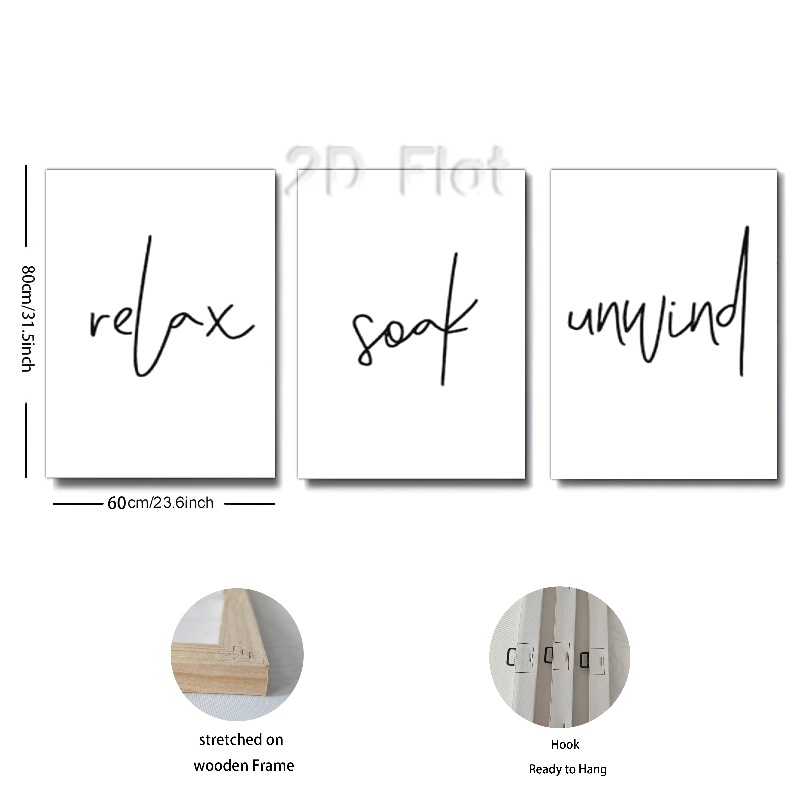 2D Flat
relax
soak
unwind
80cm/31.5inch
60cm/23.6inch
stretched on
wooden Frame
Hook
Ready to Hang